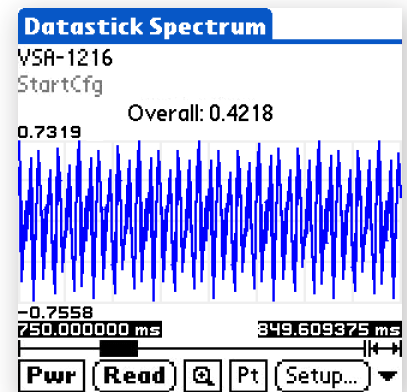 Datastick Spectrum
VSA-1216
StartCfg
Overall: 0.4218
0.7319
-0.7558
750.000000 ms 849.609375 ms
Pwr Read Pt Setup...